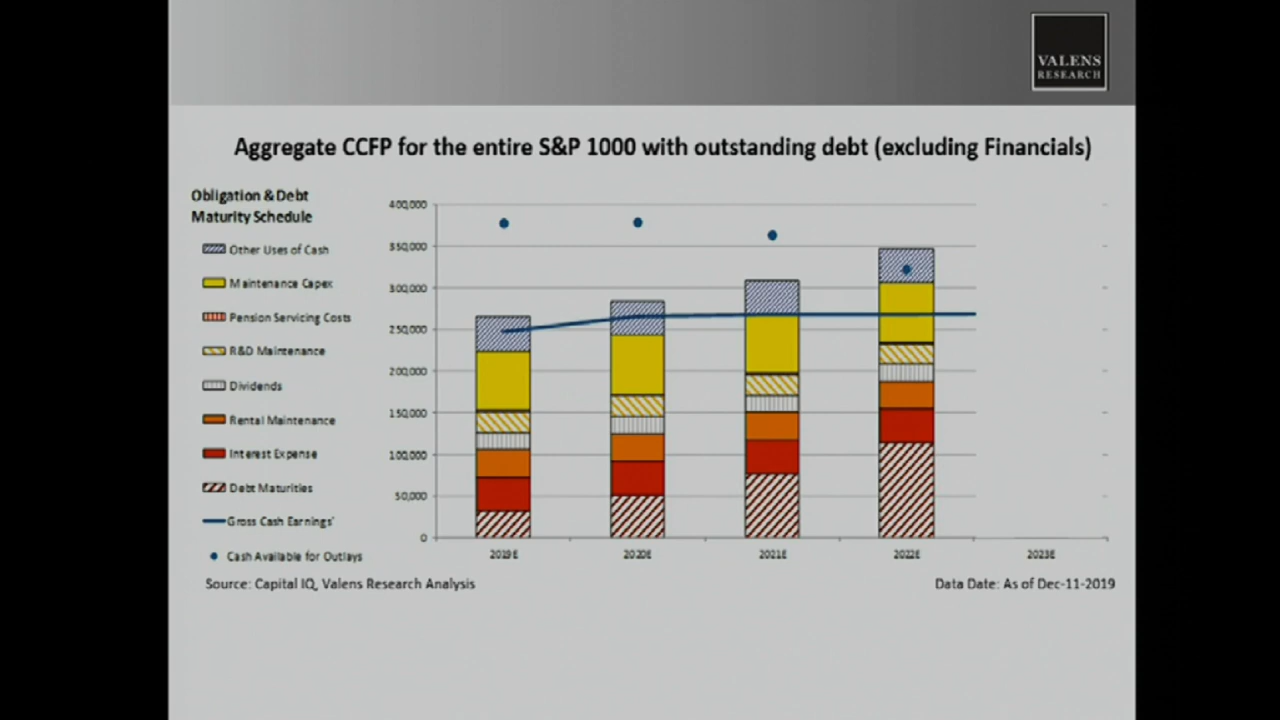 VALENS
RESEARCH
Aggregate CCFP for the entire S&P 1000 with outstanding debt (excluding Financials)
Obligation & Debt
Maturity Schedule
Other Uses of Cash
Maintenance Capex
Pension Servicing Costs
R&D Maintenance
Dividends
Rental Maintenance
Interest Expense
Debt Maturities
Gross Cash Earnings'
Cash Available for Outlays
400,000
350,000
300,000
250,000
200,000
150,000
100,000
50,000
0
2019E
2020E
2021E
2022E
2023E
Source: Capital IQ, Valens Research Analysis
Data Date: As of Dec-11-2019